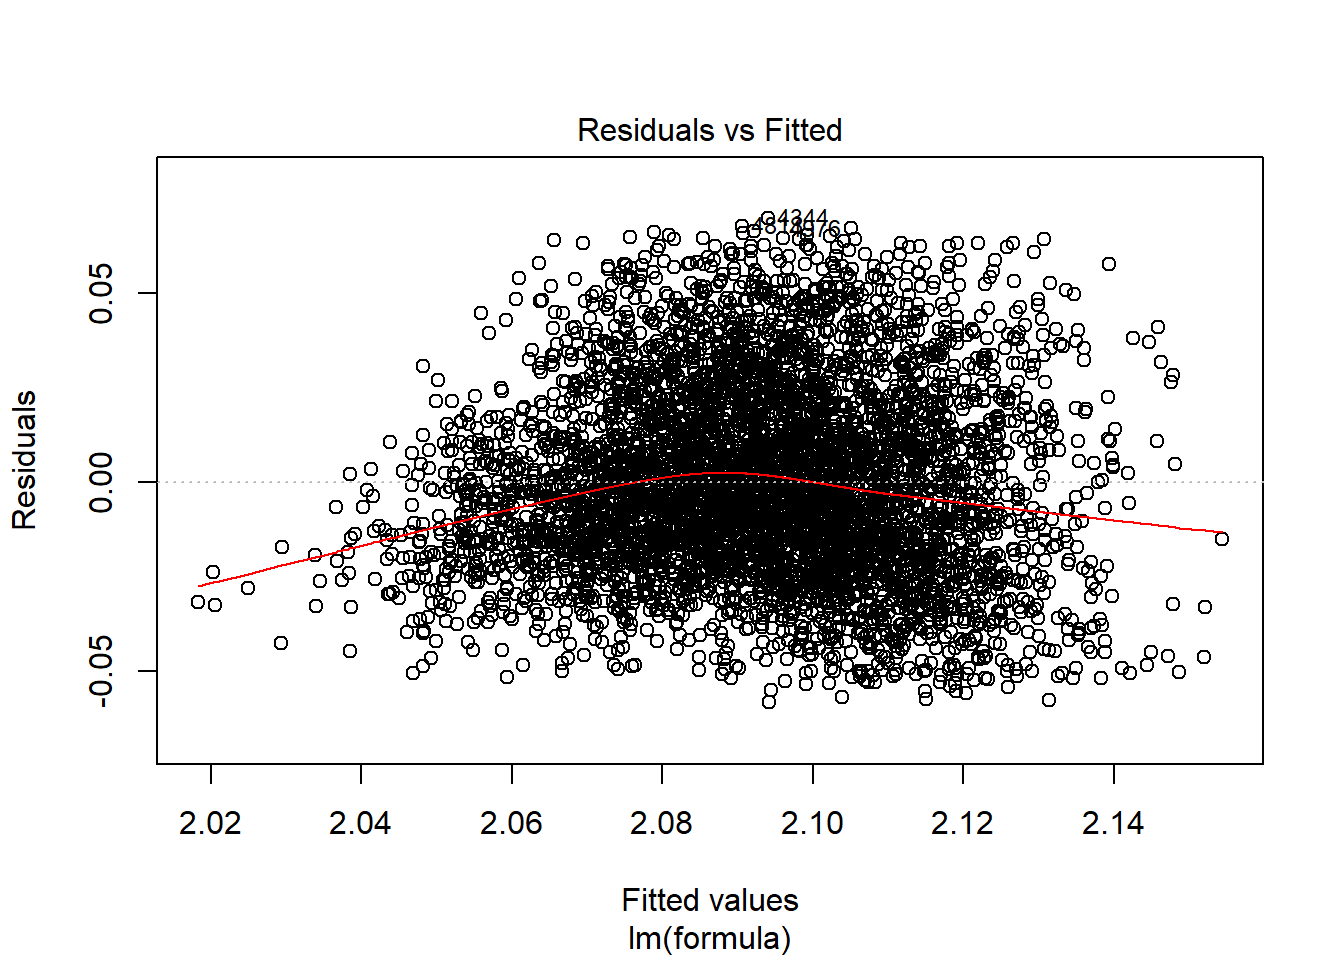 Residuals vs Fitted
4344
Residuals
0.05
0.00
-0.05
2.02 2.04 2.06 2.08 2.10 2.12 2.14
Fitted values
lm(formula)